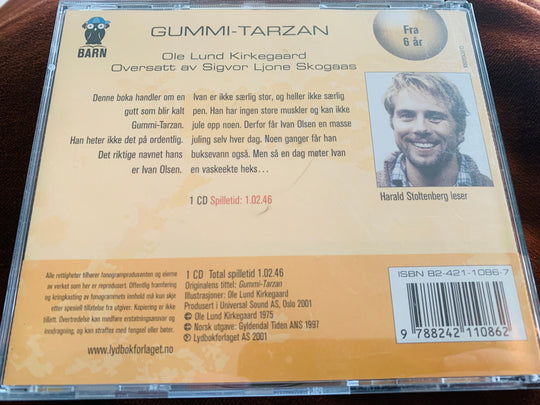 BARN
GUMMI-TARZAN
Ole Lund Kirkegaard
Oversatt av Sigvor Ljone Skogaas
Fra
6 år
Denne boka handler om en
gutt som blir kalt
Gummi-Tarzan.
Han heter ikke det på ordentlig.
Det riktige navnet hans
er Ivan Olsen.
Ivan er ikke særlig stor, og heller ikke særlig
pen. Han har ingen store muskler og kan ikke
jule opp noen. Derfor får Ivan Olsen en masse
juling selv hver dag. Noen ganger får han
buksevann også. Men så en dag møter Ivan
en vaskeekte heks...
1 CD Spilletid: 1.02.46
Harald Stoltenberg leser
Alle rettigheter tilhører fonogramprodusenten og eierne
av verket som her er reprodusert. Offentlig fremføring
og kringkasting av fonogrammets innhold må kun skje
etter spesiell tillatelse fra utgiver. Kopiering er ikke
tillatt. Overtredelse kan medføre erstatningsansvar og
inndragning, og kan straffes med fengsel eller bøter.
www.lydbokforlaget.no
1 CD Total spilletid 1.02.46
Originalens tittel: Gummi-Tarzan
Illustrasjoner: Ole Lund Kirkegaard
Produsert i Universal Sound AS, Oslo 2001
© Ole Lund Kirkegaard 1975
© Norsk utgave: Gyldendal Tiden ANS 1997
℗ Lydbokforlaget AS 2001
ISBN 82-421-1086-7
9 788242 110862